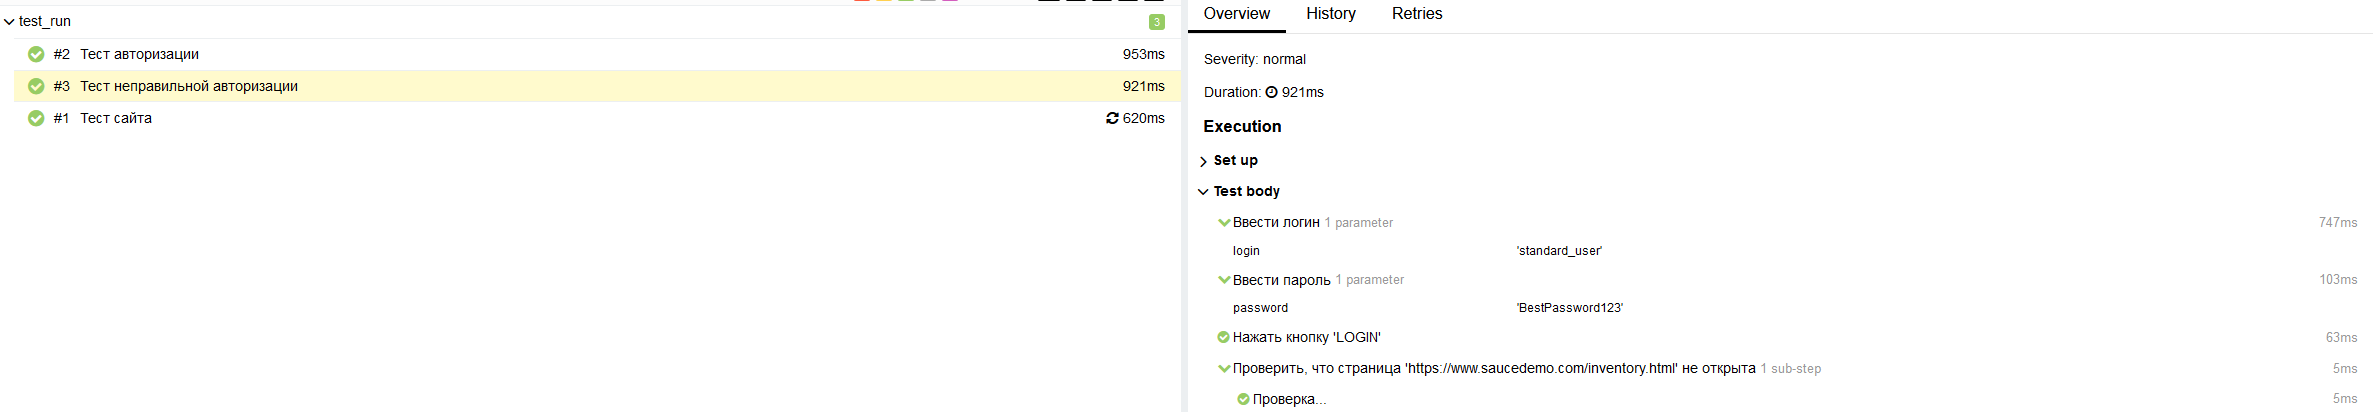 test_run 3
#2 Тест авторизации 953ms
#3 Тест неправильной авторизации 921ms
#1 Тест сайта 620ms
Overview History Retries
Severity: normal
Duration: 921ms
Execution
Set up
Test body
Ввести логин 1 parameter 747ms
login 'standard_user'
Ввести пароль 1 parameter 103ms
password 'BestPassword123'
Нажать кнопку 'LOGIN' 63ms
Проверить, что страница 'https://www.saucedemo.com/inventory.html' не открыта 1 sub-step 5ms
Проверка... 5ms